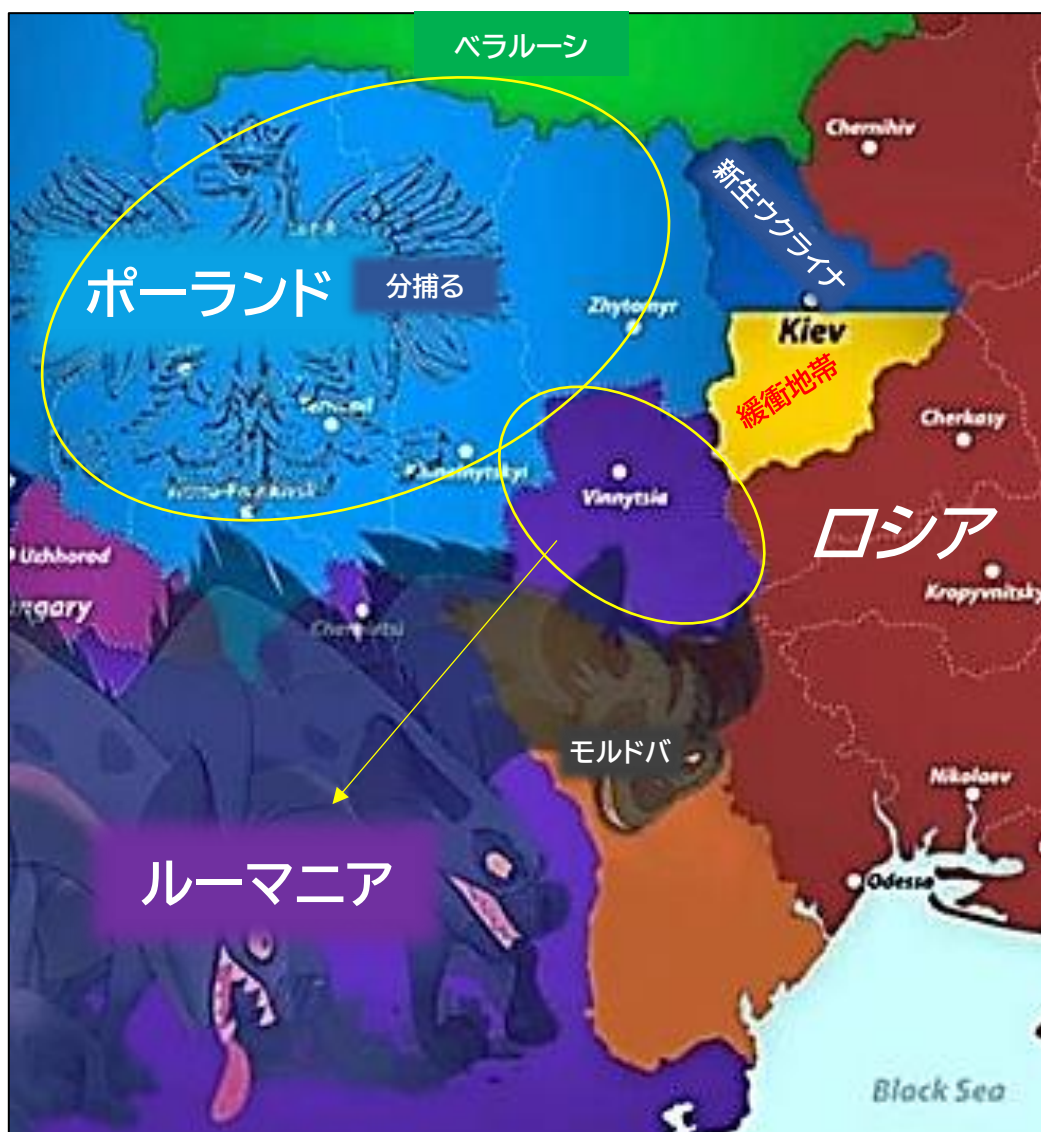 ベラルーシ
Chernihiv
新生ウクライナ
ポーランド
分捕る
Zhytomyr
Kiev
緩衝地帯
Cherkasy
Vinnytsia
ロシア
Uzhhorod
ngary
Kropyvnitsky
モルドバ
Nikolaev
ルーマニア
Odessa
Black Sea